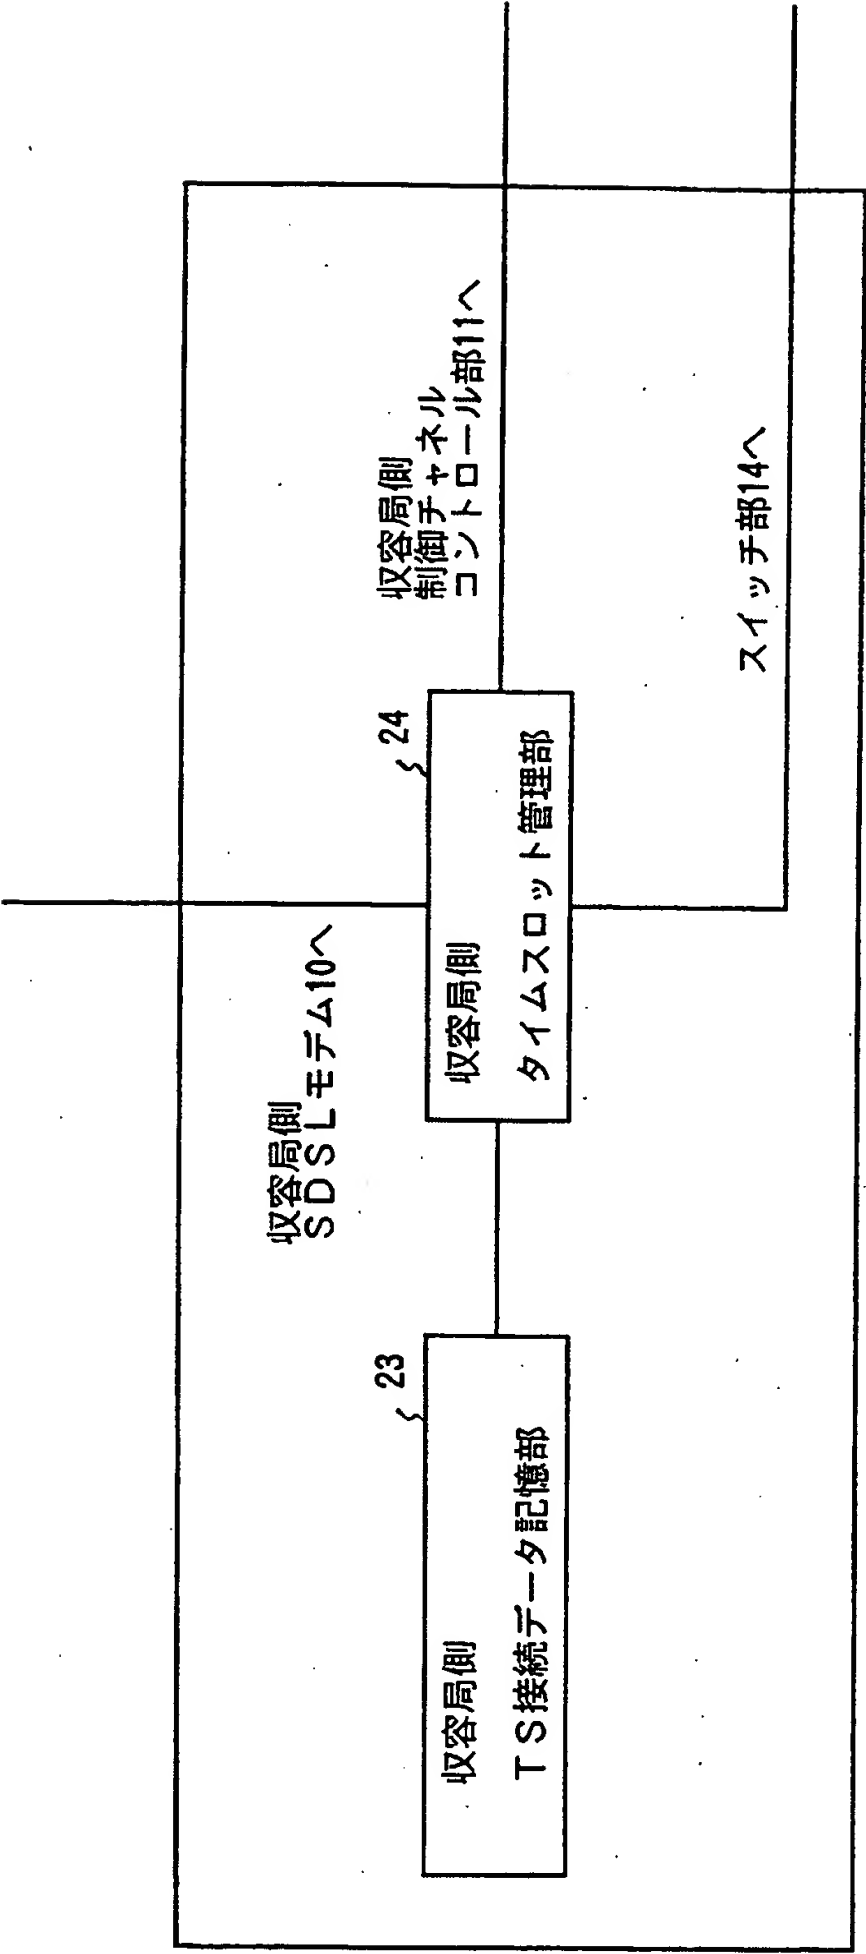 収容局側
ＳＤＳＬモデム10へ
23
収容局側
ＴＳ接続データ記憶部
24
収容局側
タイムスロット管理部
収容局側
制御チャネル
コントロール部11へ
スイッチ部14へ